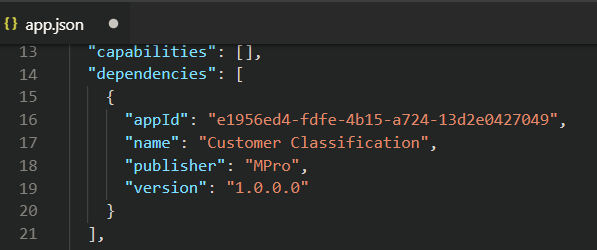 {} app.json
13 "capabilities": [],
14 "dependencies": [
15 {
16 "appId": "e1956ed4-fdfe-4b15-a724-13d2e0427049",
17 "name": "Customer Classification",
18 "publisher": "MPro",
19 "version": "1.0.0.0"
20 }
21 ],